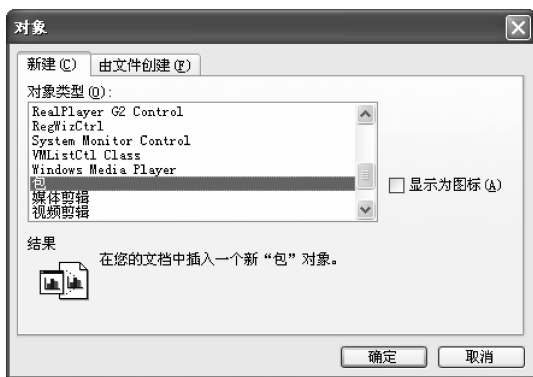 对象
新建(C) 由文件创建(F)
对象类型(O):
RealPlayer G2 Control
RegWizCtrl
System Monitor Control
VMListCtl Class
Windows Media Player
包
媒体剪辑
视频剪辑
显示为图标(A)
结果
在您的文档中插入一个新“包”对象。
确定 取消